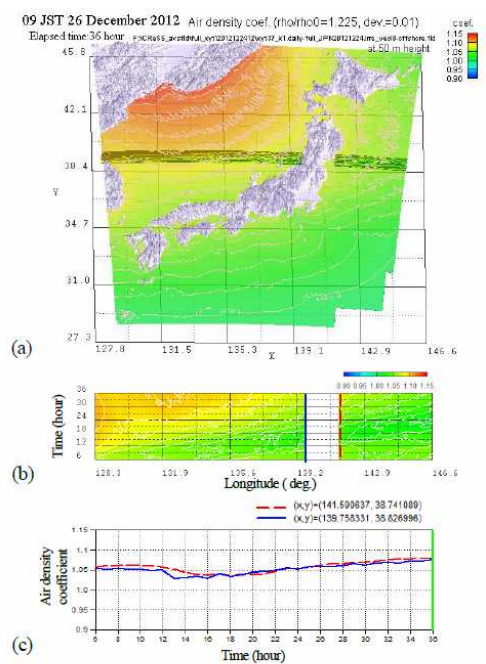 09 JST 26 December 2012 Air density coef. (rho/rho0=1.225, dev.=0.01)
Elapsed time:36 hour
at 50 m height
coef.
1.15
1.10
1.05
1.00
0.95
0.90
45.8
42.1
38.4
34.7
31.0
27.3
Y
127.8 131.5 135.3 139.1 142.9 146.6
X
(a)
0.90 0.95 1.00 1.05 1.10 1.15
Time (hour)
36
30
24
18
12
6
128.3 131.9 135.6 139.2 142.9 146.6
Longitude ( deg.)
(b)
(x,y)=(141.599637, 38.741089)
(x,y)=(139.758331, 38.826996)
Air density
coefficient
1.15
1.1
1.05
1.0
0.95
0.9
6 8 10 12 14 16 18 20 22 24 26 28 30 32 34 36
Time (hour)
(c)